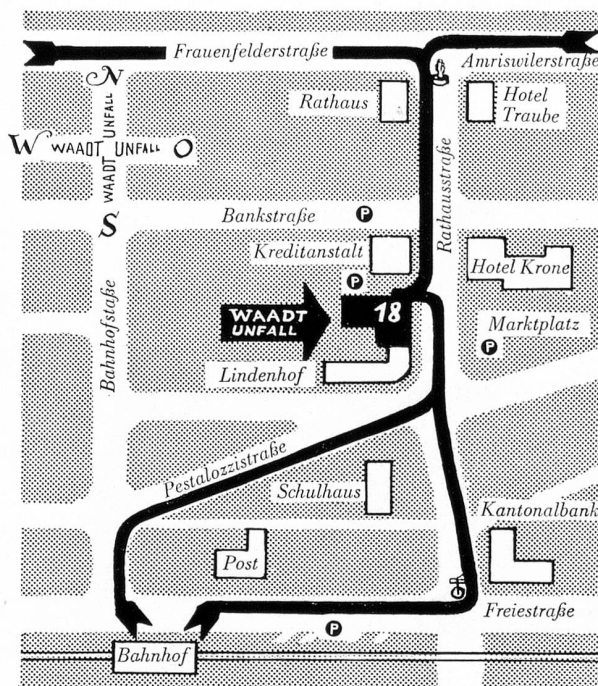 Frauenfelderstraße
Amriswilerstraße
N
Rathaus
Hotel
Traube
WAADT UNFALL
W WAADT UNFALL O
S
Rathausstraße
Bankstraße
P
Kreditanstalt
P
Hotel Krone
WAADT
UNFALL
18
Marktplatz
P
Bahnhofstaße
Lindenhof
Pestalozzistraße
Schulhaus
Kantonalbank
Post
Freiestraße
P
Bahnhof